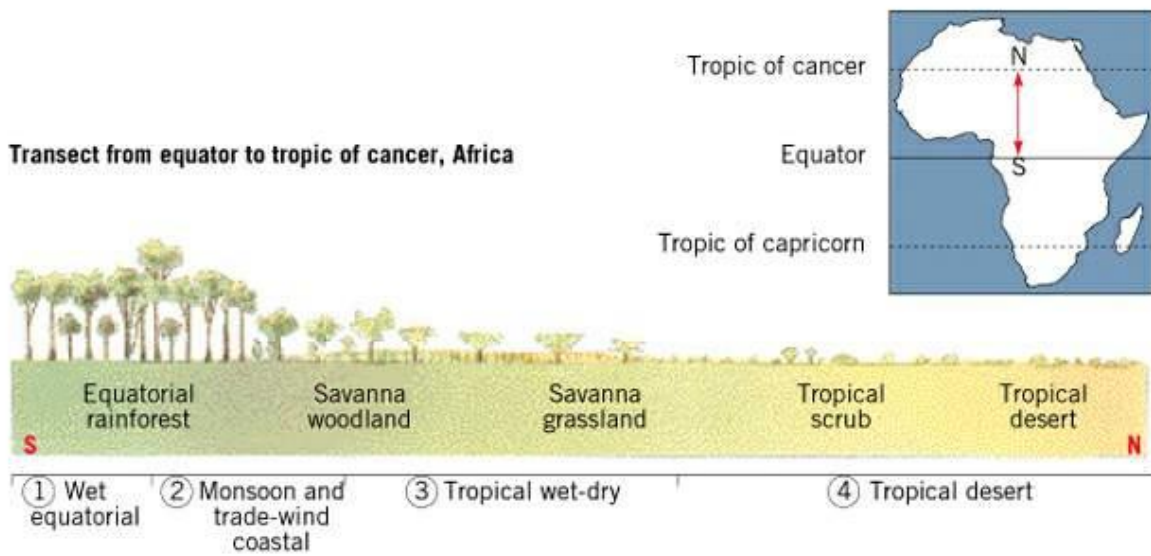 N
Tropic of cancer
Transect from equator to tropic of cancer, Africa
Equator
S
Tropic of capricorn
Equatorial
rainforest
Savanna
woodland
Savanna
grassland
Tropical
scrub
Tropical
desert
S
N
1 Wet
equatorial
2 Monsoon and
trade-wind
coastal
3 Tropical wet-dry
4 Tropical desert